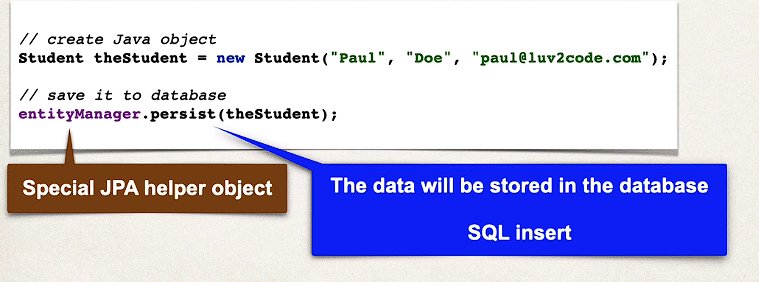 // create Java object
Student theStudent = new Student("Paul", "Doe", "paul@luv2code.com");
// save it to database
entityManager.persist(theStudent);
Special JPA helper object
The data will be stored in the database
SQL insert